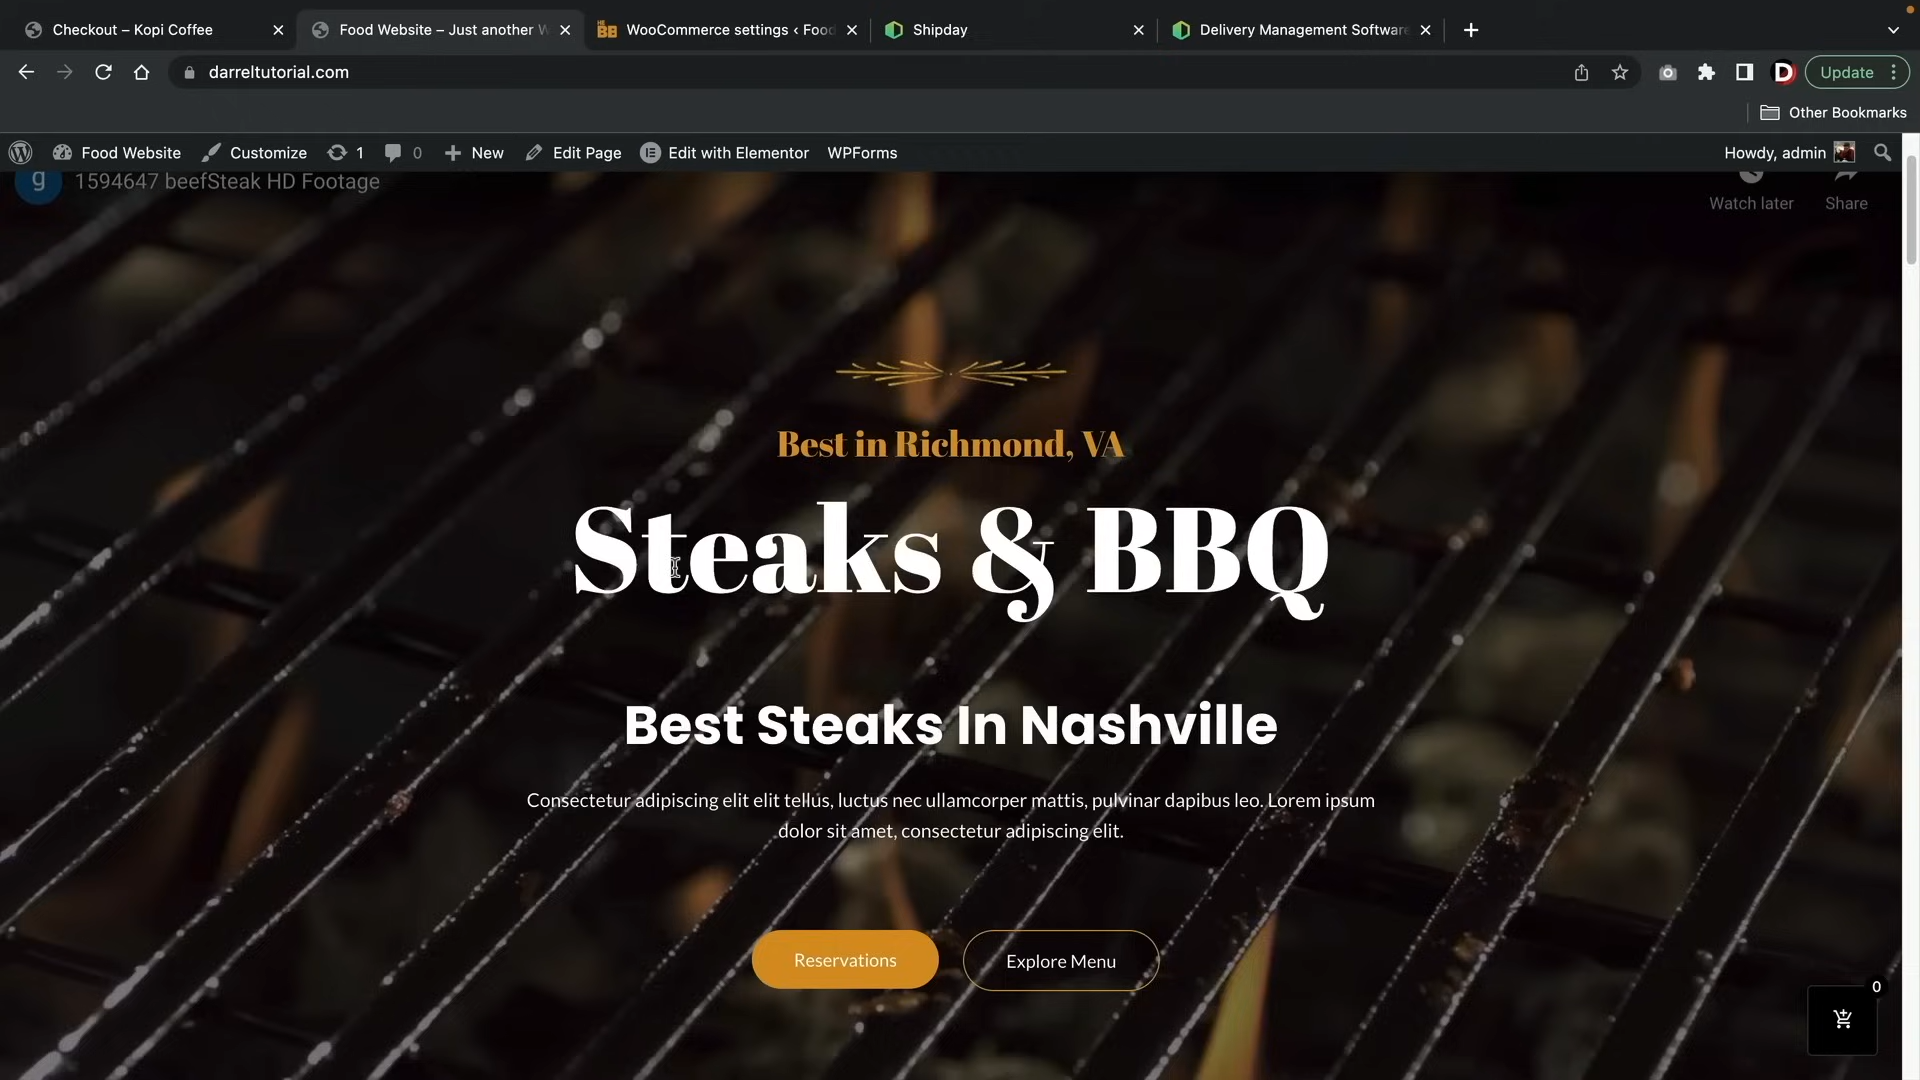 Checkout – Kopi Coffee
Food Website – Just another W
WooCommerce settings ‹ Food
Shipday
Delivery Management Software
darreltutorial.com
Update
Other Bookmarks
Food Website
Customize
1
0
New
Edit Page
Edit with Elementor
WPForms
Howdy, admin
g
1594647 beefSteak HD Footage
Watch later
Share
Best in Richmond, VA
Steaks & BBQ
Best Steaks In Nashville
Consectetur adipiscing elit elit tellus, luctus nec ullamcorper mattis, pulvinar dapibus leo. Lorem ipsum
dolor sit amet, consectetur adipiscing elit.
Reservations
Explore Menu
0